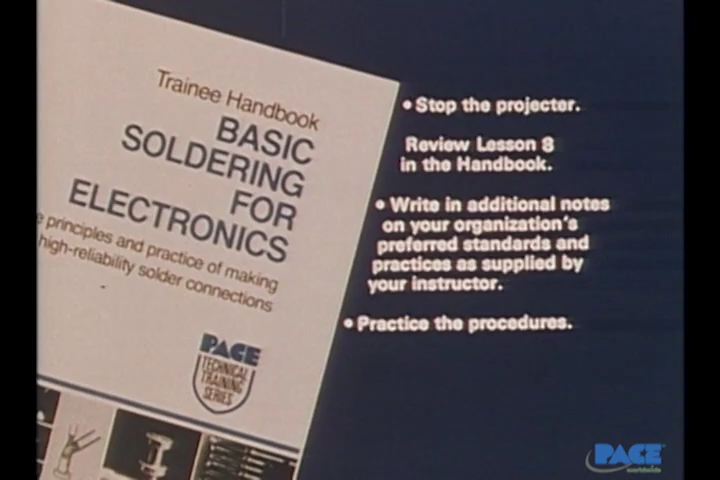 Trainee Handbook
BASIC
SOLDERING
FOR
ELECTRONICS
principles and practice of making
high-reliability solder connections
PACE
TECHNICAL
TRAINING
SERIES
• Stop the projector.
Review Lesson 8
in the Handbook.
• Write in additional notes
on your organization's
preferred standards and
practices as supplied by
your instructor.
• Practice the procedures.
PACE
worldwide